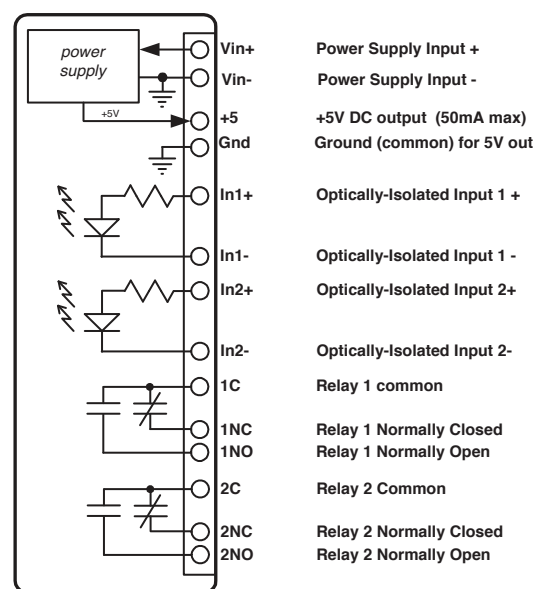 power
supply
+5V
Vin+ Power Supply Input +
Vin- Power Supply Input -
+5 +5V DC output (50mA max)
Gnd Ground (common) for 5V out
In1+ Optically-Isolated Input 1 +
In1- Optically-Isolated Input 1 -
In2+ Optically-Isolated Input 2+
In2- Optically-Isolated Input 2-
1C Relay 1 common
1NC Relay 1 Normally Closed
1NO Relay 1 Normally Open
2C Relay 2 Common
2NC Relay 2 Normally Closed
2NO Relay 2 Normally Open